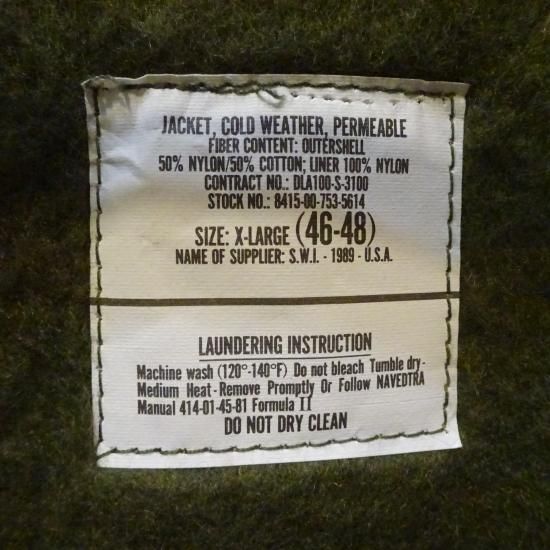 JACKET, COLD WEATHER, PERMEABLE
FIBER CONTENT: OUTERSHELL
50% NYLON/50% COTTON; LINER 100% NYLON
CONTRACT NO.: DLA100-S-3100
STOCK NO.: 8415-00-753-5614
SIZE: X-LARGE (46-48)
NAME OF SUPPLIER: S.W.I. - 1989 - U.S.A.
LAUNDERING INSTRUCTION
Machine wash (120°-140°F) Do not bleach Tumble dry-
Medium Heat-Remove Promptly Or Follow NAVEDTRA
Manual 414-01-45-81 Formula II
DO NOT DRY CLEAN